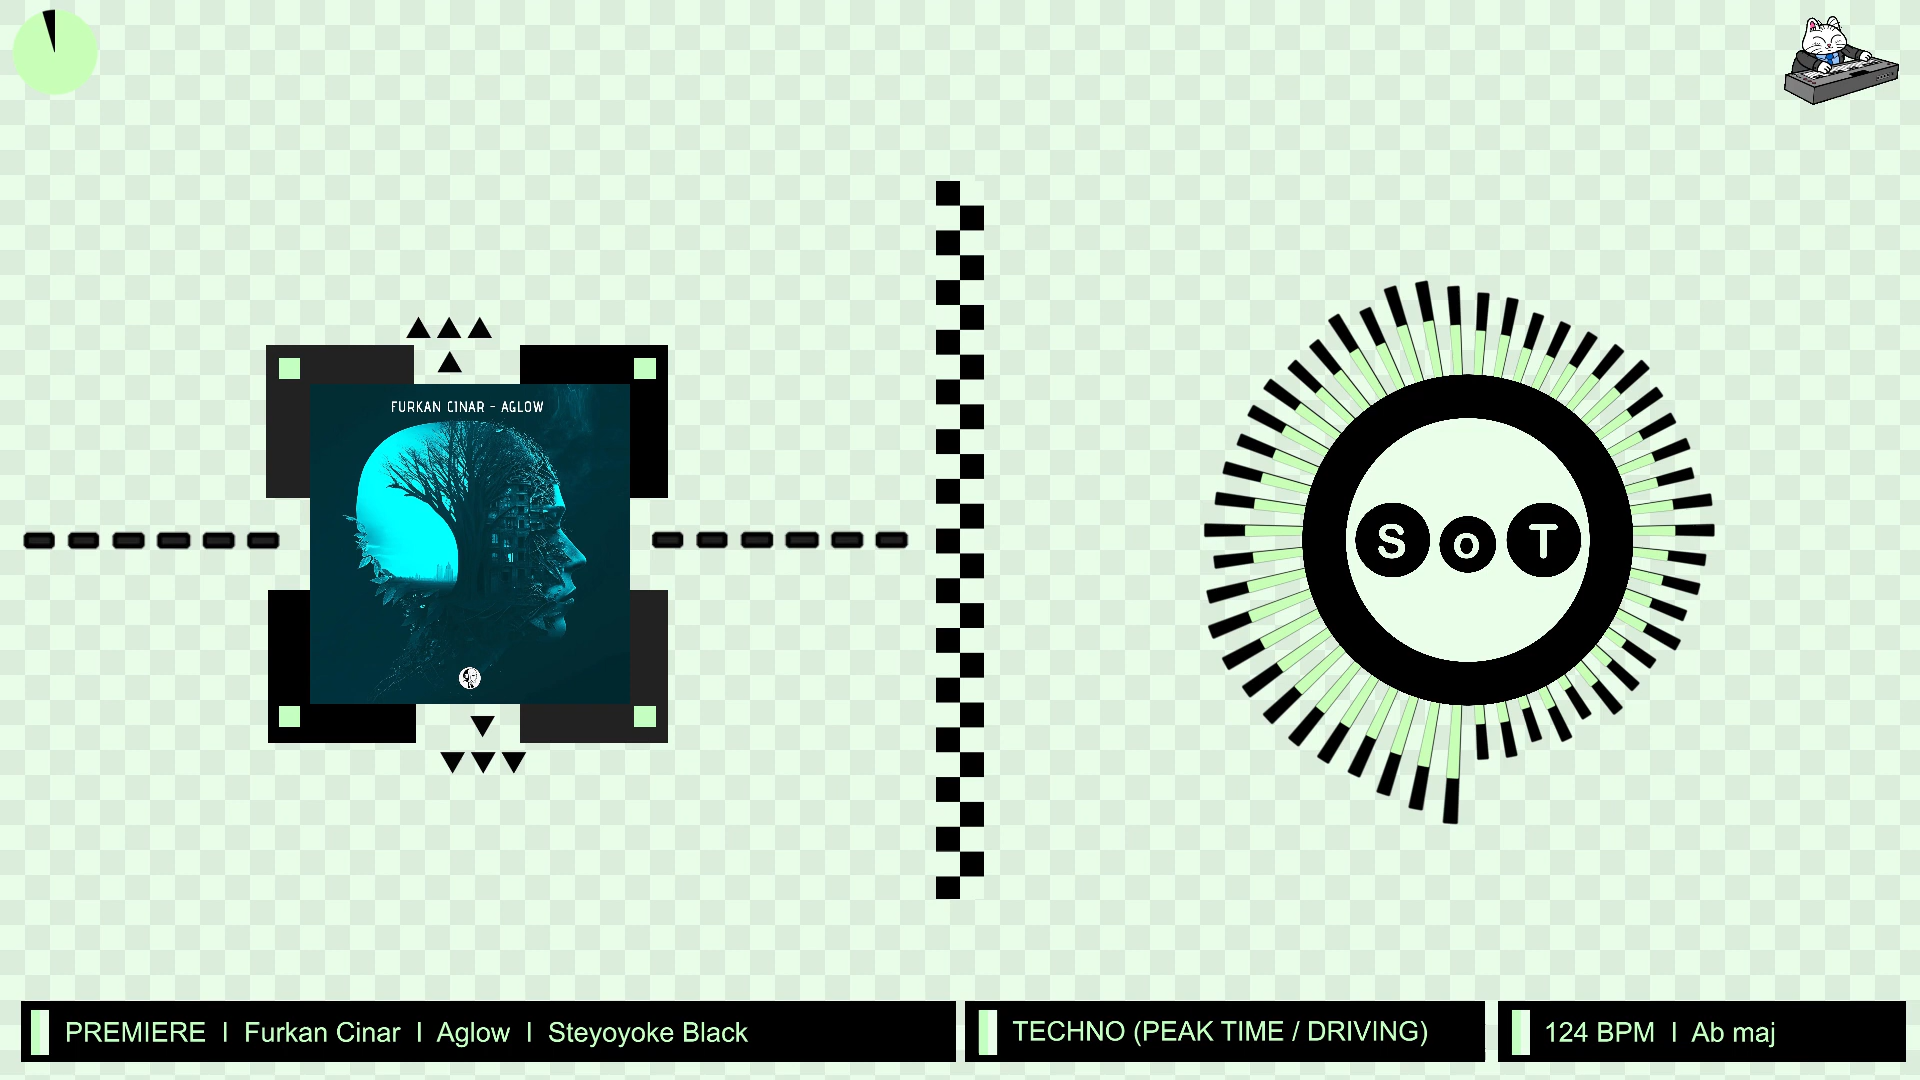 FURKAN CINAR - AGLOW
S o T
PREMIERE I Furkan Cinar I Aglow I Steyoyoke Black
TECHNO (PEAK TIME / DRIVING)
124 BPM I Ab maj